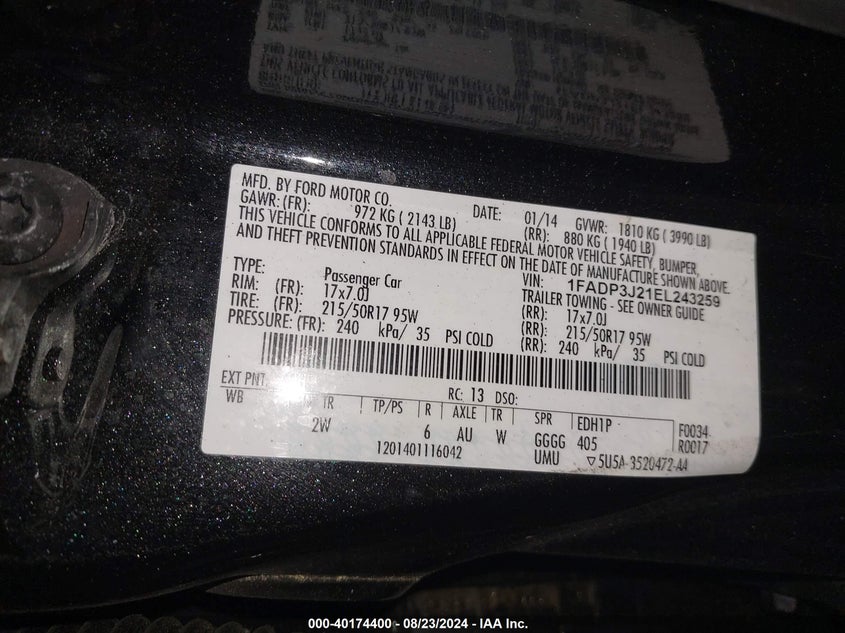 MFD. BY FORD MOTOR CO. DATE: 01/14 GVWR: 1810 KG ( 3990 LB)
GAWR: (FR): 972 KG ( 2143 LB) (RR): 880 KG ( 1940 LB)
THIS VEHICLE CONFORMS TO ALL APPLICABLE FEDERAL MOTOR VEHICLE SAFETY, BUMPER,
AND THEFT PREVENTION STANDARDS IN EFFECT ON THE DATE OF MANUFACTURE SHOWN ABOVE.
VIN: 1FADP3J21EL243259
TYPE: Passenger Car TRAILER TOWING - SEE OWNER GUIDE
RIM: (FR): 17x7.0J (RR): 17x7.0J
TIRE: (FR): 215/50R17 95W (RR): 215/50R17 95W
PRESSURE: (FR): 240 kPa/ 35 PSI COLD (RR): 240 kPa/ 35 PSI COLD
EXT PNT: RC: 13 DSO:
WB TR TP/PS R AXLE TR SPR EDH1P F0034
2W 6 AU W GGGG 405 R0017
1201401116042 UMU ▽5U5A-3520472-AA
000-40174400 - 08/23/2024 - IAA Inc.